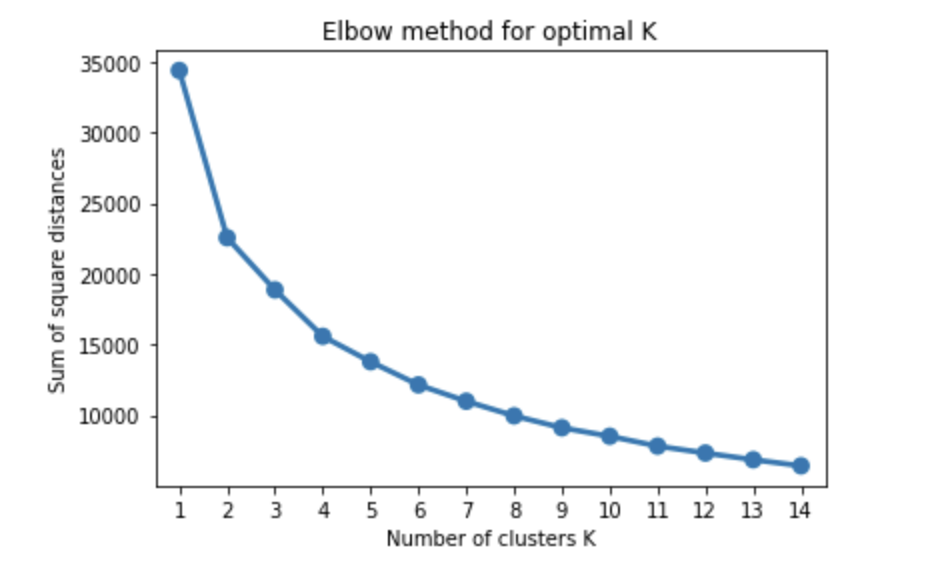 Elbow method for optimal K
35000
30000
25000
20000
15000
10000
Sum of square distances
1 2 3 4 5 6 7 8 9 10 11 12 13 14
Number of clusters K